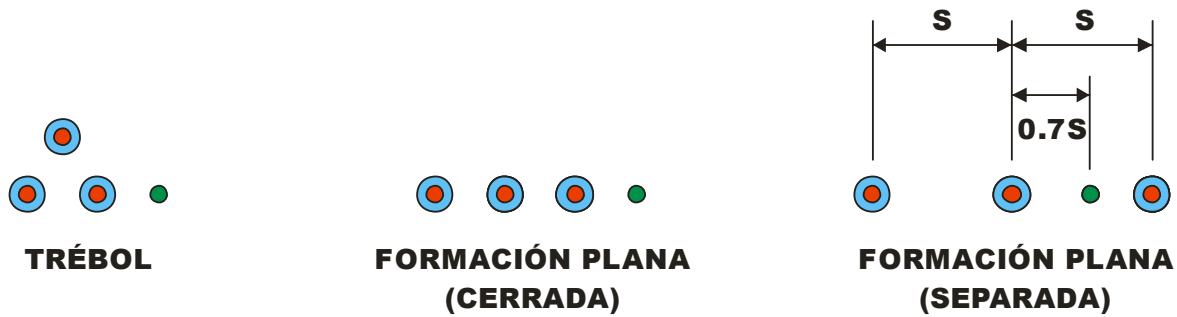 S
S
0.7S
TRÉBOL
FORMACIÓN PLANA
(CERRADA)
FORMACIÓN PLANA
(SEPARADA)